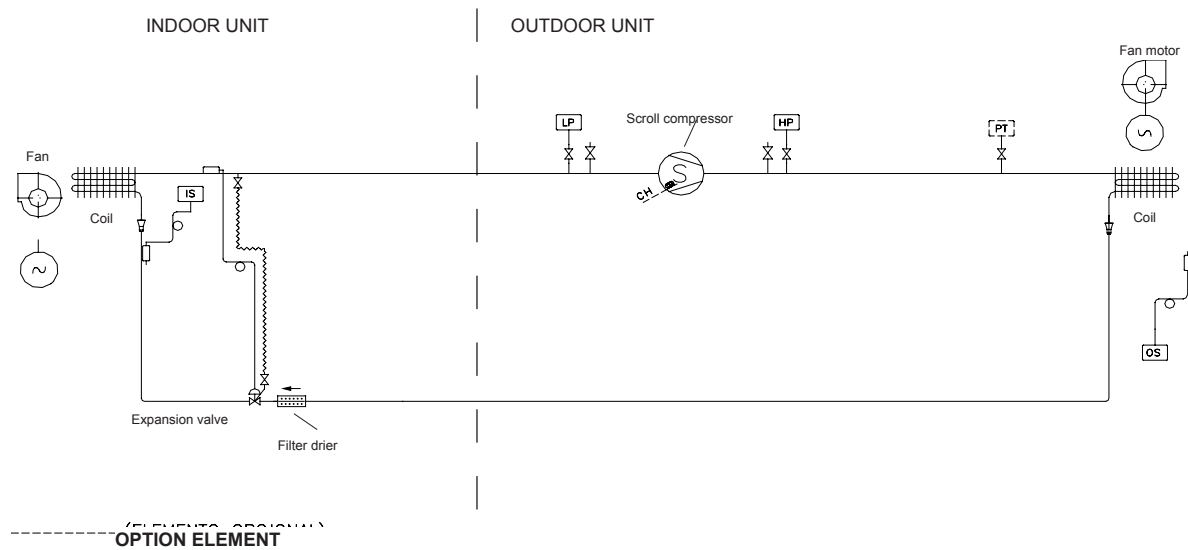 INDOOR UNIT
OUTDOOR UNIT
Fan motor
LP
Scroll compressor
HP
PT
S
CH
Fan
IS
Coil
Coil
OS
Expansion valve
Filter drier
OPTION ELEMENT